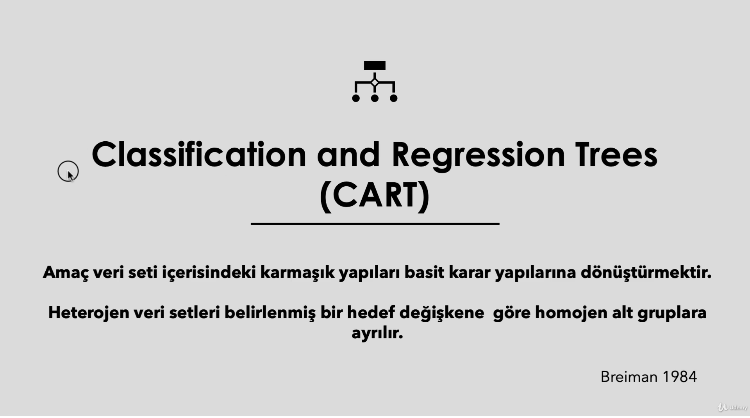 Classification and Regression Trees
(CART)
Amaç veri seti içerisindeki karmaşık yapıları basit karar yapılarına dönüştürmektir.
Heterojen veri setleri belirlenmiş bir hedef değişkene göre homojen alt gruplara
ayrılır.
Breiman 1984
Udemy